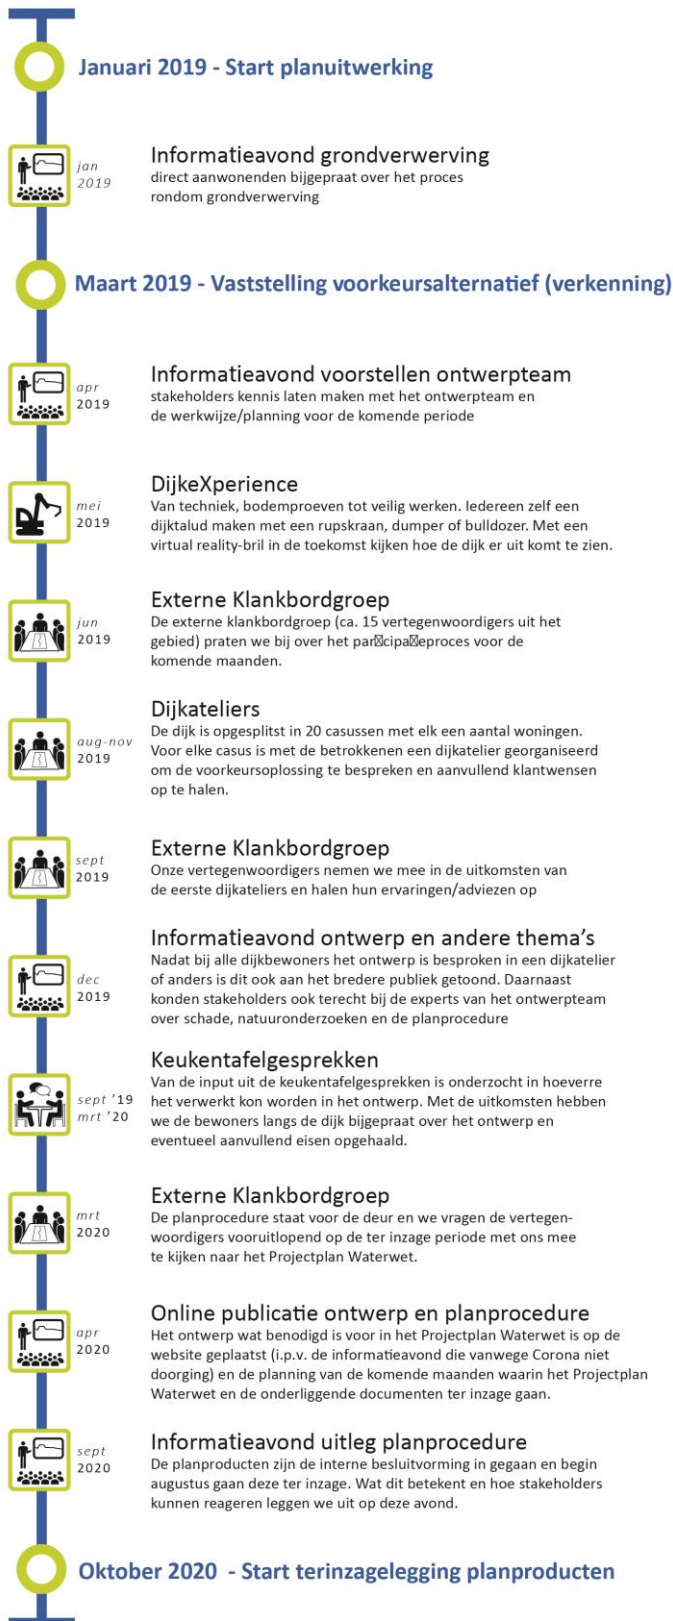 Januari 2019 - Start planuitwerking
jan
2019
Informatieavond grondverwerving
direct aanwonenden bijgepraat over het proces
rondom grondverwerving
Maart 2019 - Vaststelling voorkeursalternatief (verkenning)
apr
2019
Informatieavond voorstellen ontwerpteam
stakeholders kennis laten maken met het ontwerpteam en
de werkwijze/planning voor de komende periode
mei
2019
DijkeXperience
Van techniek, bodemproeven tot veilig werken. Iedereen zelf een
dijktalud maken met een rupskraan, dumper of bulldozer. Met een
virtual reality-bril in de toekomst kijken hoe de dijk er uit komt te zien.
jun
2019
Externe Klankbordgroep
De externe klankbordgroep (ca. 15 vertegenwoordigers uit het
gebied) praten we bij over het par☒cipa☒eproces voor de
komende maanden.
aug-nov
2019
Dijkateliers
De dijk is opgesplitst in 20 casussen met elk een aantal woningen.
Voor elke casus is met de betrokkenen een dijkatelier georganiseerd
om de voorkeursoplossing te bespreken en aanvullend klantwensen
op te halen.
sept
2019
Externe Klankbordgroep
Onze vertegenwoordigers nemen we mee in de uitkomsten van
de eerste dijkateliers en halen hun ervaringen/adviezen op
dec
2019
Informatieavond ontwerp en andere thema's
Nadat bij alle dijkbewoners het ontwerp is besproken in een dijkatelier
of anders is dit ook aan het bredere publiek getoond. Daarnaast
konden stakeholders ook terecht bij de experts van het ontwerpteam
over schade, natuuronderzoeken en de planprocedure
sept '19
mrt '20
Keukentafelgesprekken
Van de input uit de keukentafelgesprekken is onderzocht in hoeverre
het verwerkt kon worden in het ontwerp. Met de uitkomsten hebben
we de bewoners langs de dijk bijgepraat over het ontwerp en
eventueel aanvullend eisen opgehaald.
mrt
2020
Externe Klankbordgroep
De planprocedure staat voor de deur en we vragen de vertegen-
woordigers vooruitlopend op de ter inzage periode met ons mee
te kijken naar het Projectplan Waterwet.
apr
2020
Online publicatie ontwerp en planprocedure
Het ontwerp wat benodigd is voor in het Projectplan Waterwet is op de
website geplaatst (i.p.v. de informatieavond die vanwege Corona niet
doorging) en de planning van de komende maanden waarin het Projectplan
Waterwet en de onderliggende documenten ter inzage gaan.
sept
2020
Informatieavond uitleg planprocedure
De planproducten zijn de interne besluitvorming in gegaan en begin
augustus gaan deze ter inzage. Wat dit betekent en hoe stakeholders
kunnen reageren leggen we uit op deze avond.
Oktober 2020 - Start terinzagelegging planproducten